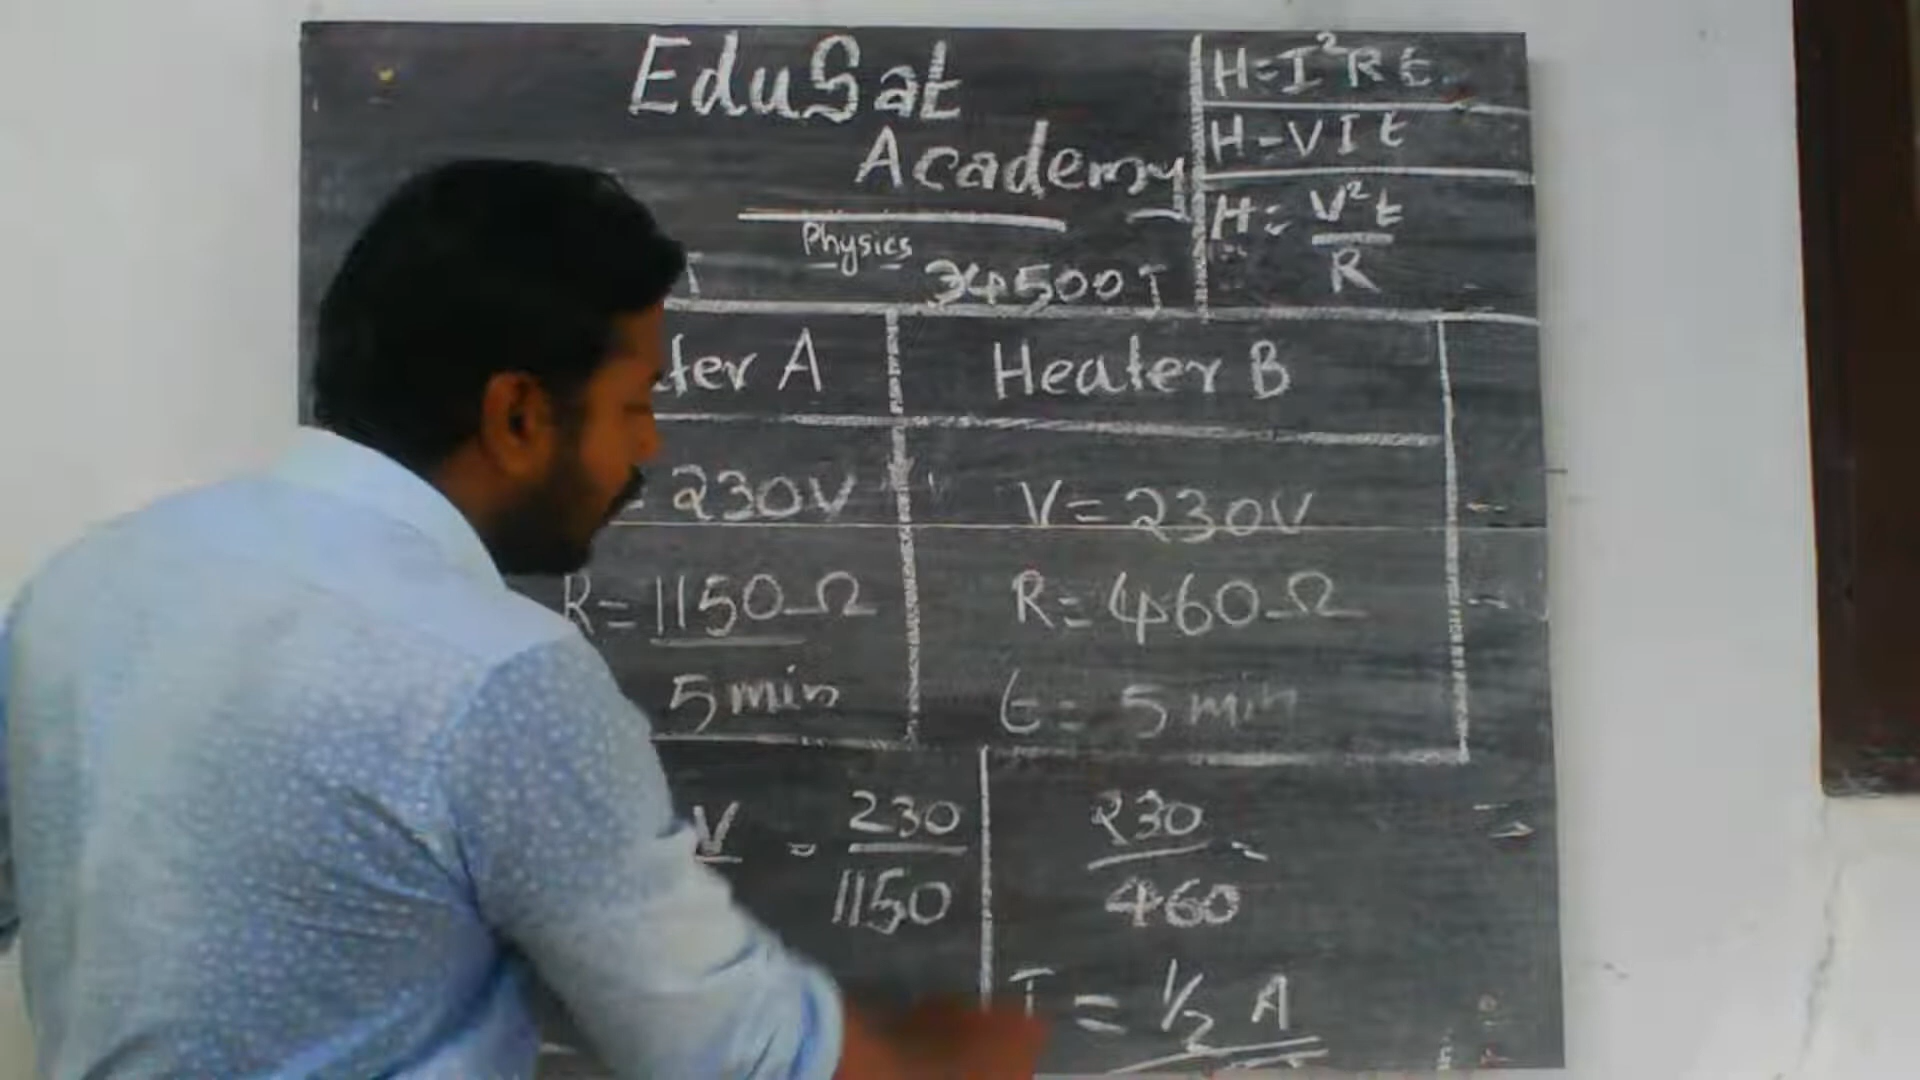 EduSat
Academy
Physics
34500J
H=I²Rt
H=VIt
H=V²t/R
ter A
= 230V
R=1150Ω
5 min
Heater B
V=230V
R=460Ω
t=5 min
V = 230/1150
230/460 =
I = 1/2 A